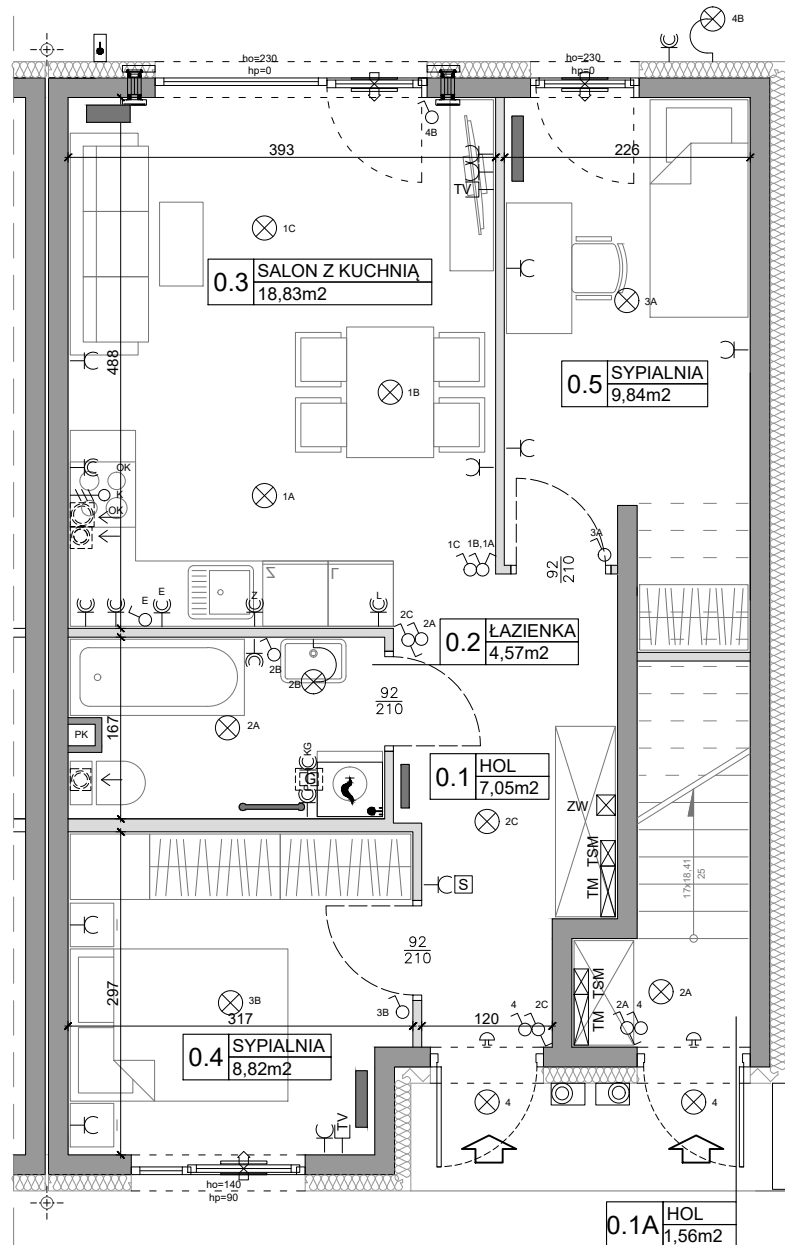 4B
ho=230
hp=0
ho=230
hp=0
4B
393
226
TV
1C
0.3 SALON Z KUCHNIĄ
18,83m2
3A
488
0.5 SYPIALNIA
9,84m2
1B
OK
K
OK
1A
1C 1B,1A
3A
92
210
E
E
Z
L
2C
2A
0.2 ŁAZIENKA
4,57m2
2B
2B
92
210
2A
167
PK
KG
G
0.1 HOL
7,05m2
ZW
2C
TM TSM
17x18,41
25
S
92
210
297
3B
317
3B
120
4 2C
2A 4
2A
TM TSM
0.4 SYPIALNIA
8,82m2
TV
4
4
ho=140
hp=90
0.1A HOL
1,56m2